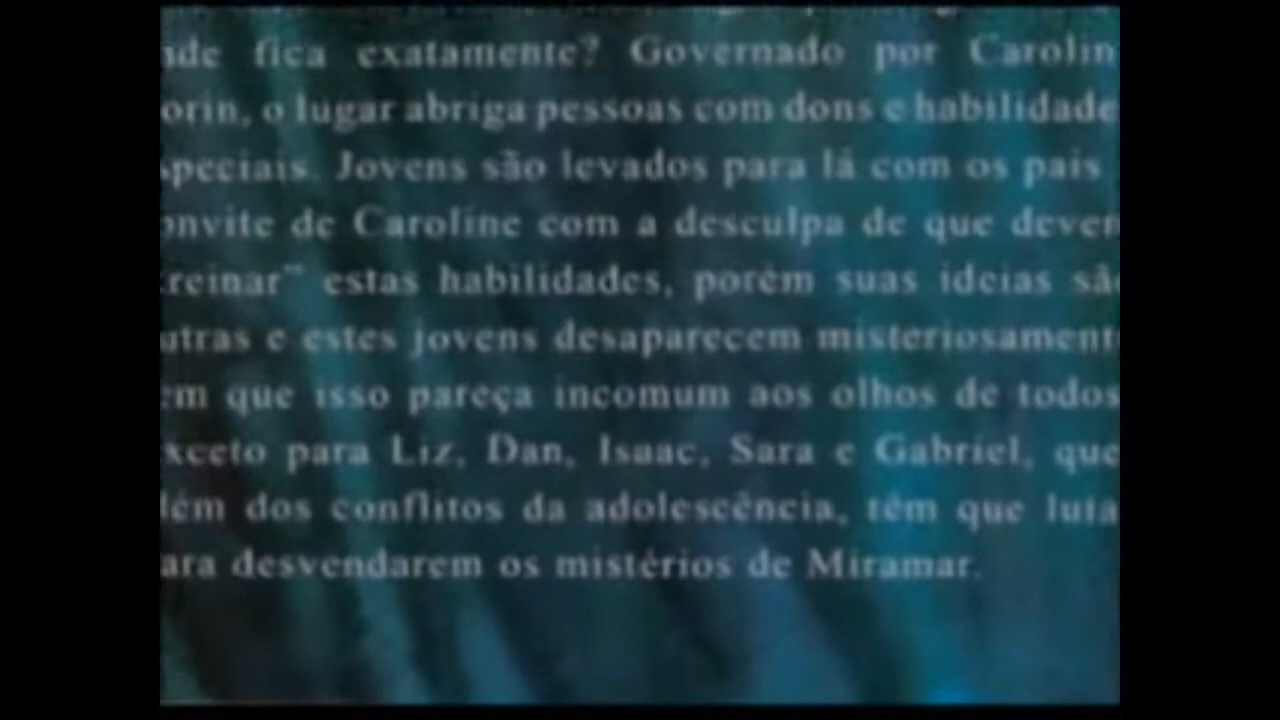 nde fica exatamente? Governado por Carolin
orin, o lugar abriga pessoas com dons e habilidade
speciais. Jovens são levados para lá com os pais
onvite de Caroline com a desculpa de que devem
reinar" estas habilidades, porém suas ideias são
utras e estes jovens desaparecem misteriosament
em que isso pareça incomum aos olhos de todos
xceto para Liz, Dan, Isaac, Sara e Gabriel, que
lém dos conflitos da adolescência, têm que luta
ara desvendarem os mistérios de Miramar.